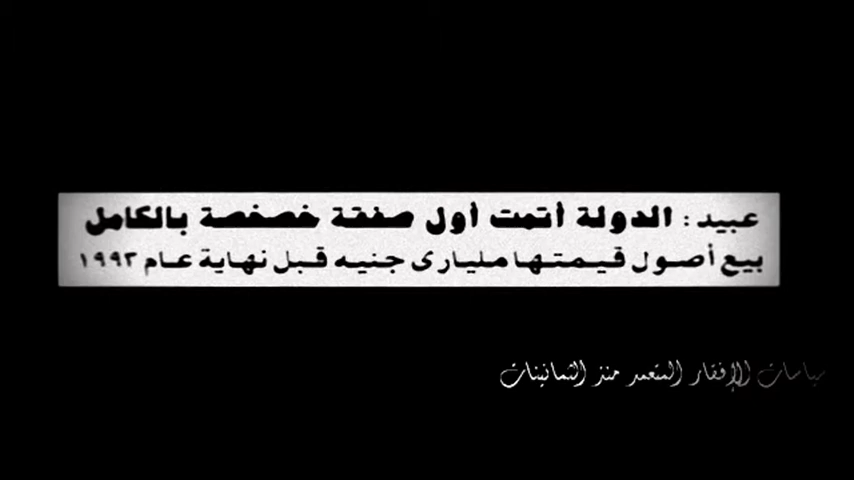 عبيد: الدولة أتمت أول صفقة خصخصة بالكامل
بيع أصول قيمتها مليارى جنيه قبل نهاية عام ١٩٩٣
سياسات الإفقار المتعمد منذ الثمانينات